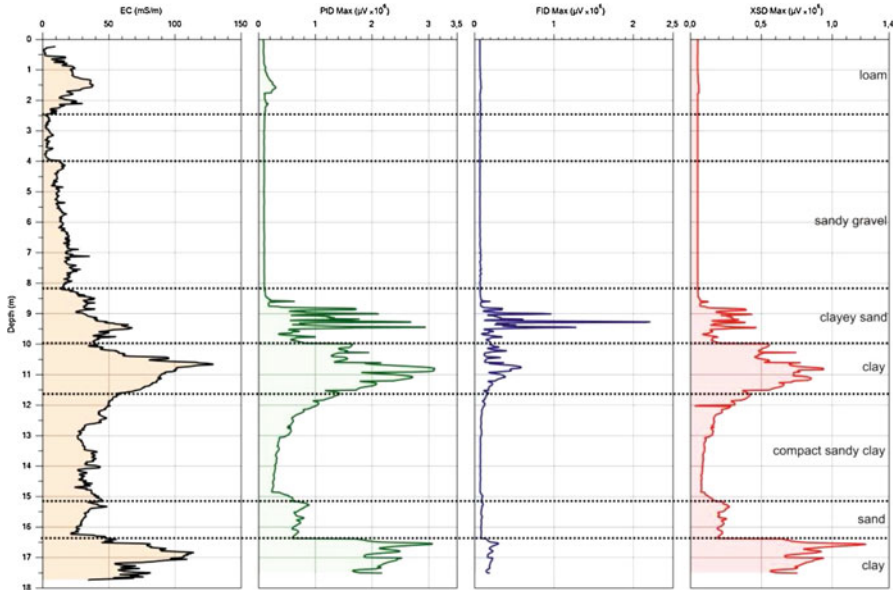 EC (mS/m)
PID Max (µV ×10⁶)
FID Max (µV ×10⁶)
XSD Max (µV ×10⁶)
0 50 100 150
0 1 2 3 3,5
0 1 2 2,5
0,0 0,5 1,0 1,4
0
1
2
3
4
5
6
7
8
9
10
11
12
13
14
15
16
17
18
Depth (m)
loam
sandy gravel
clayey sand
clay
compact sandy clay
sand
clay